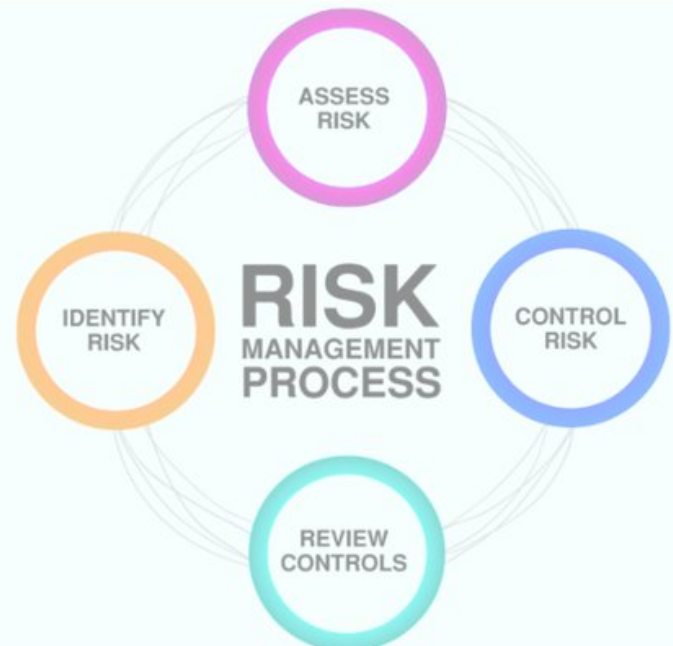 ASSESS
RISK
IDENTIFY
RISK
RISK
MANAGEMENT
PROCESS
CONTROL
RISK
REVIEW
CONTROLS